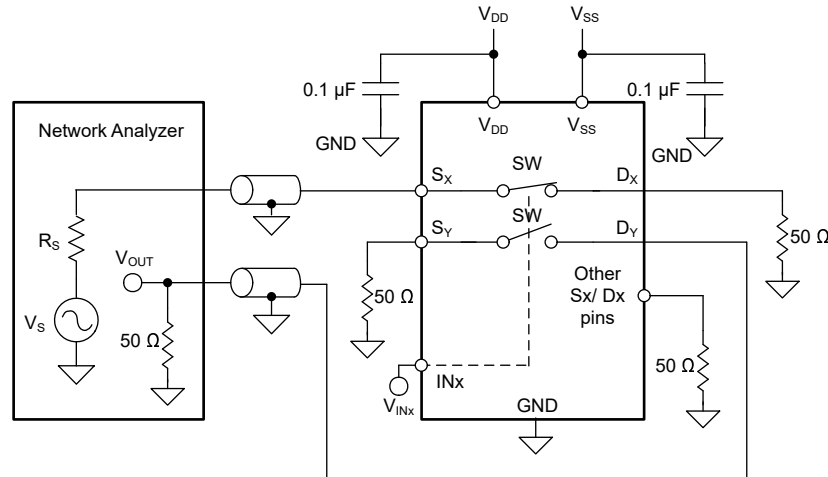 VDD
VSS
0.1 µF
0.1 µF
Network Analyzer
GND
VDD
VSS
GND
SX
SW
DX
RS
SY
SW
DY
50 Ω
VOUT
50 Ω
Other
Sx/ Dx
pins
VS
50 Ω
INx
50 Ω
VINx
GND